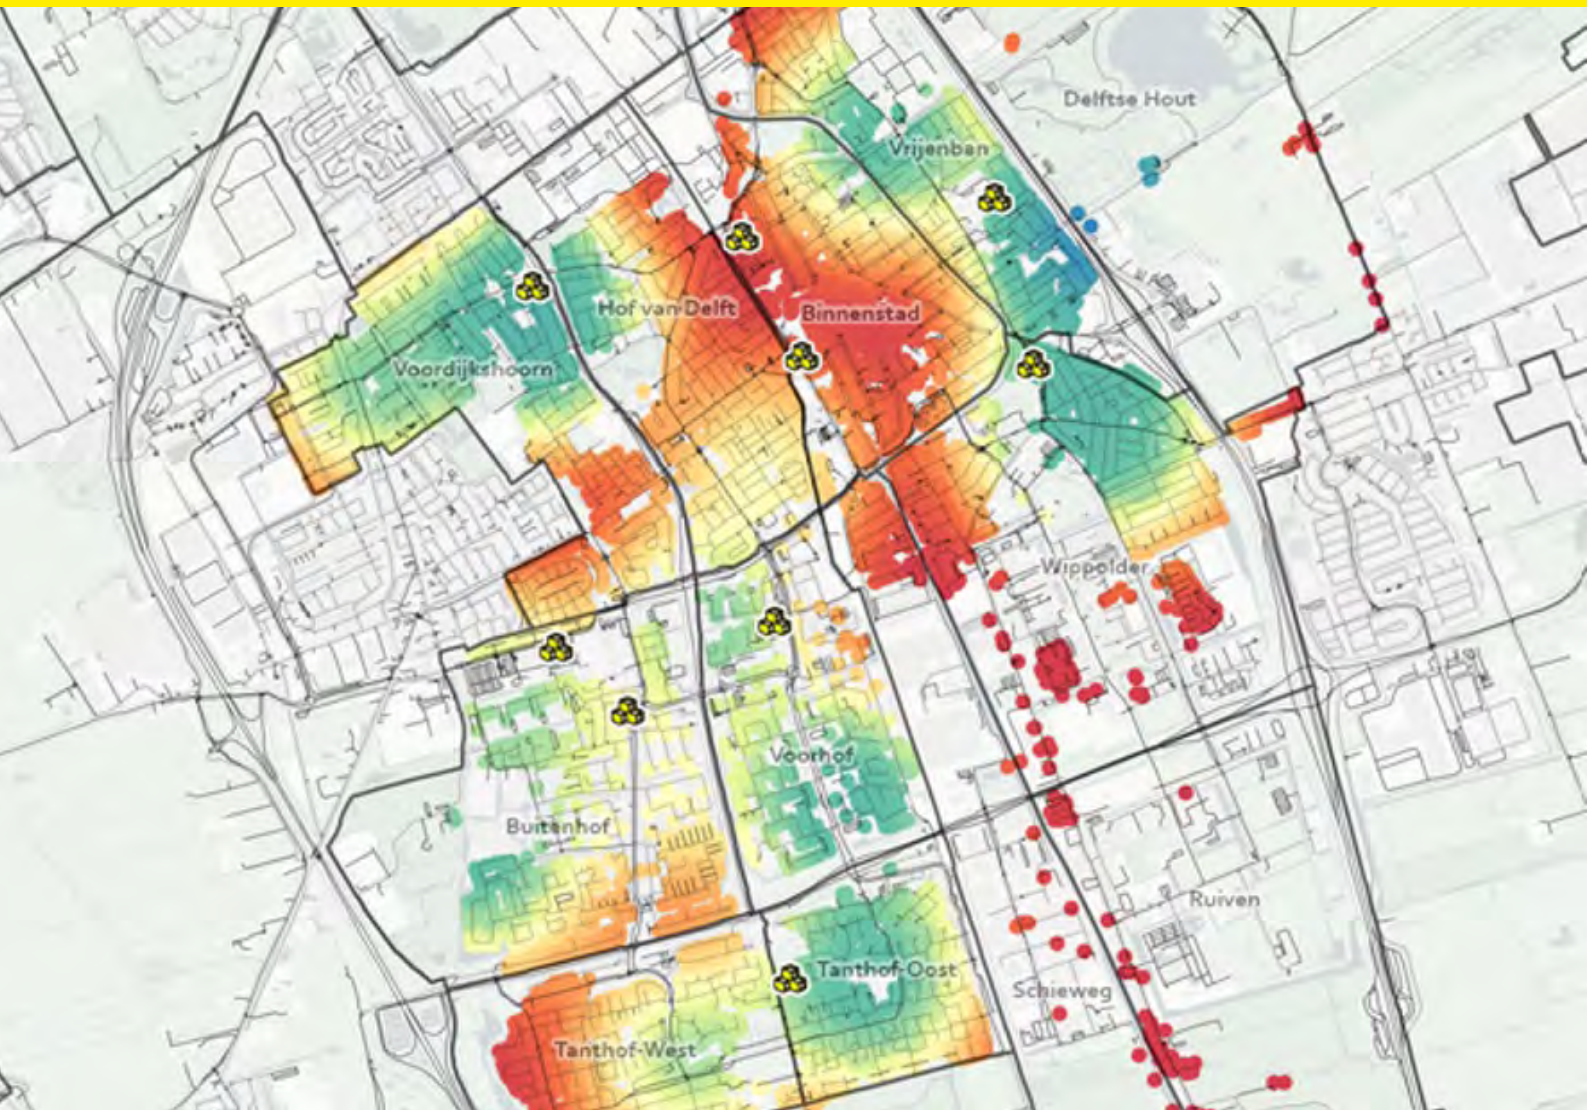 Delftse Hout
Vrijenban
Hof van Delft
Binnenstad
Voordijkshoorn
Wippolder
Voorhof
Buitenhof
Ruiven
Tanthof-Oost
Schieweg
Tanthof-West